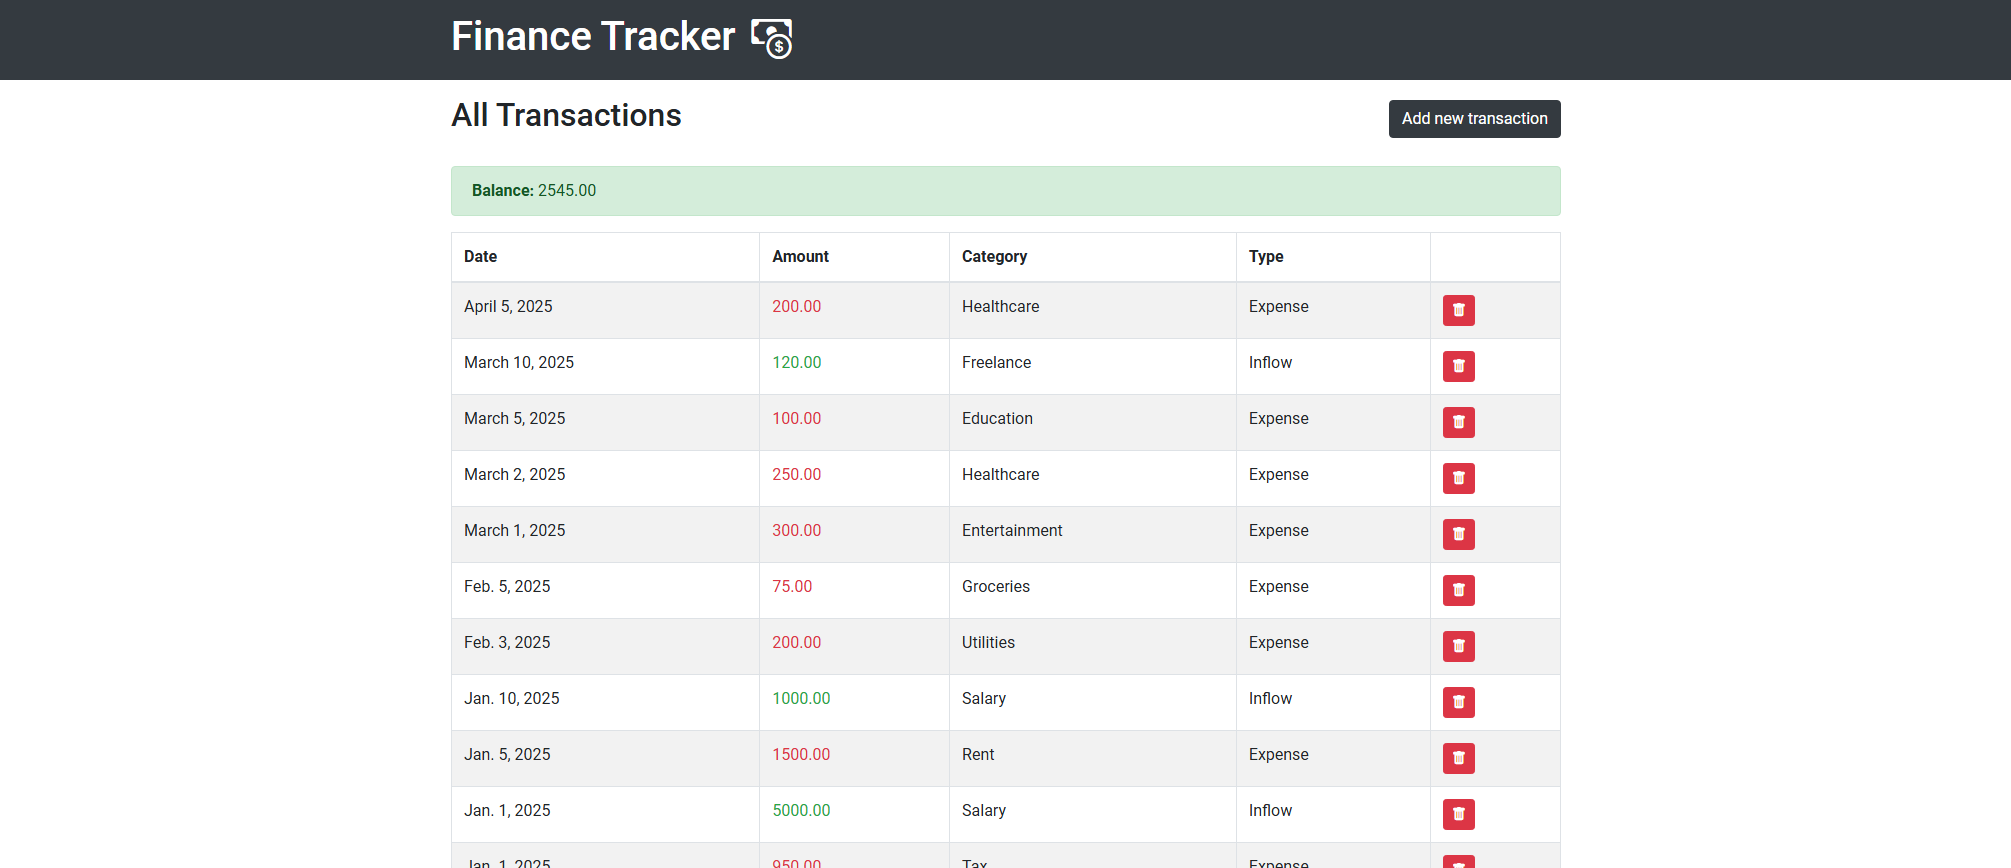 Finance Tracker
All Transactions
Add new transaction
Balance: 2545.00
Date Amount Category Type
April 5, 2025 200.00 Healthcare Expense
March 10, 2025 120.00 Freelance Inflow
March 5, 2025 100.00 Education Expense
March 2, 2025 250.00 Healthcare Expense
March 1, 2025 300.00 Entertainment Expense
Feb. 5, 2025 75.00 Groceries Expense
Feb. 3, 2025 200.00 Utilities Expense
Jan. 10, 2025 1000.00 Salary Inflow
Jan. 5, 2025 1500.00 Rent Expense
Jan. 1, 2025 5000.00 Salary Inflow
Jan. 1, 2025 950.00 Tax Expense